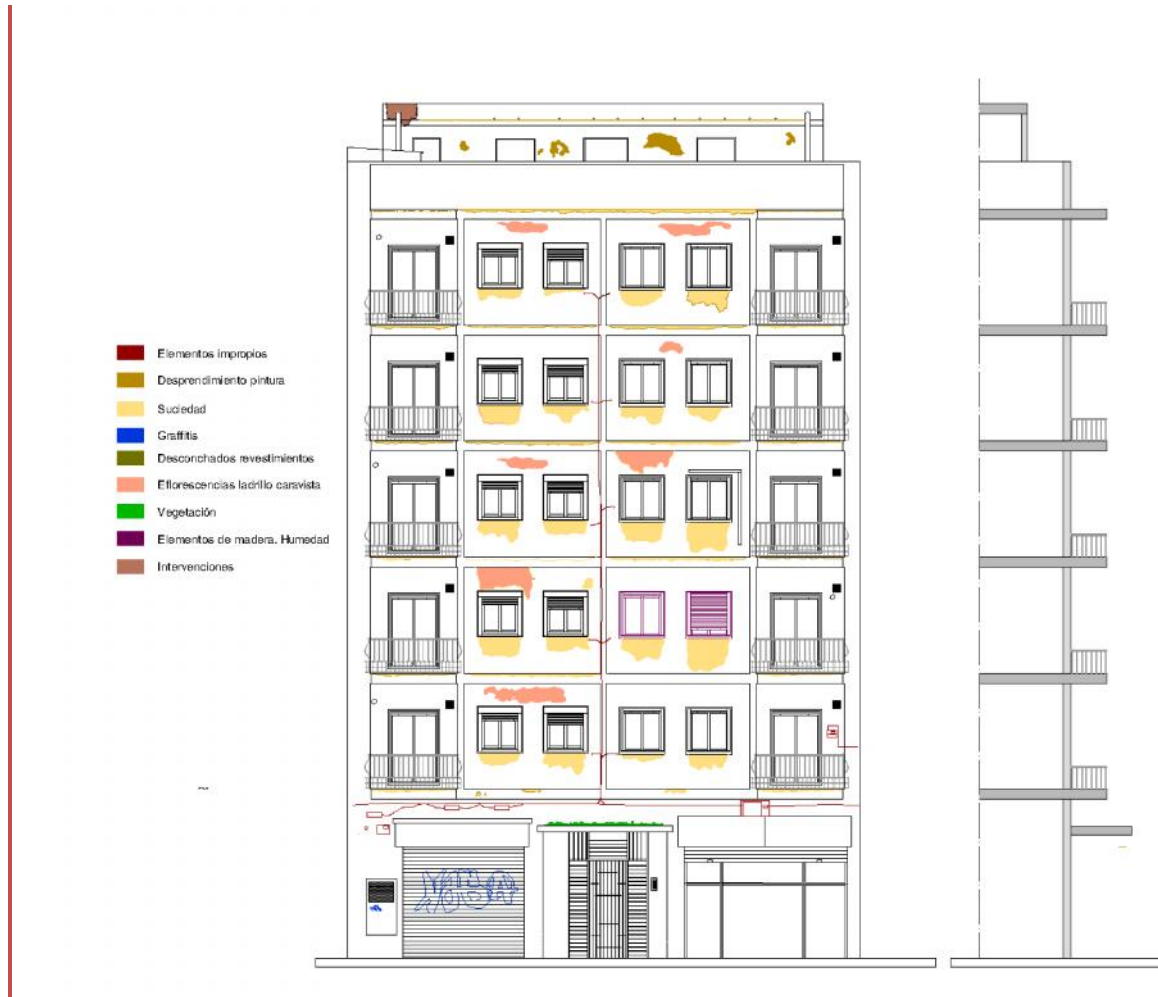 Elementos impropios
Desprendimiento pintura
Suciedad
Graffitis
Desconchados revestimientos
Eflorescencias ladrillo caravista
Vegetación
Elementos de madera. Humedad
Intervenciones